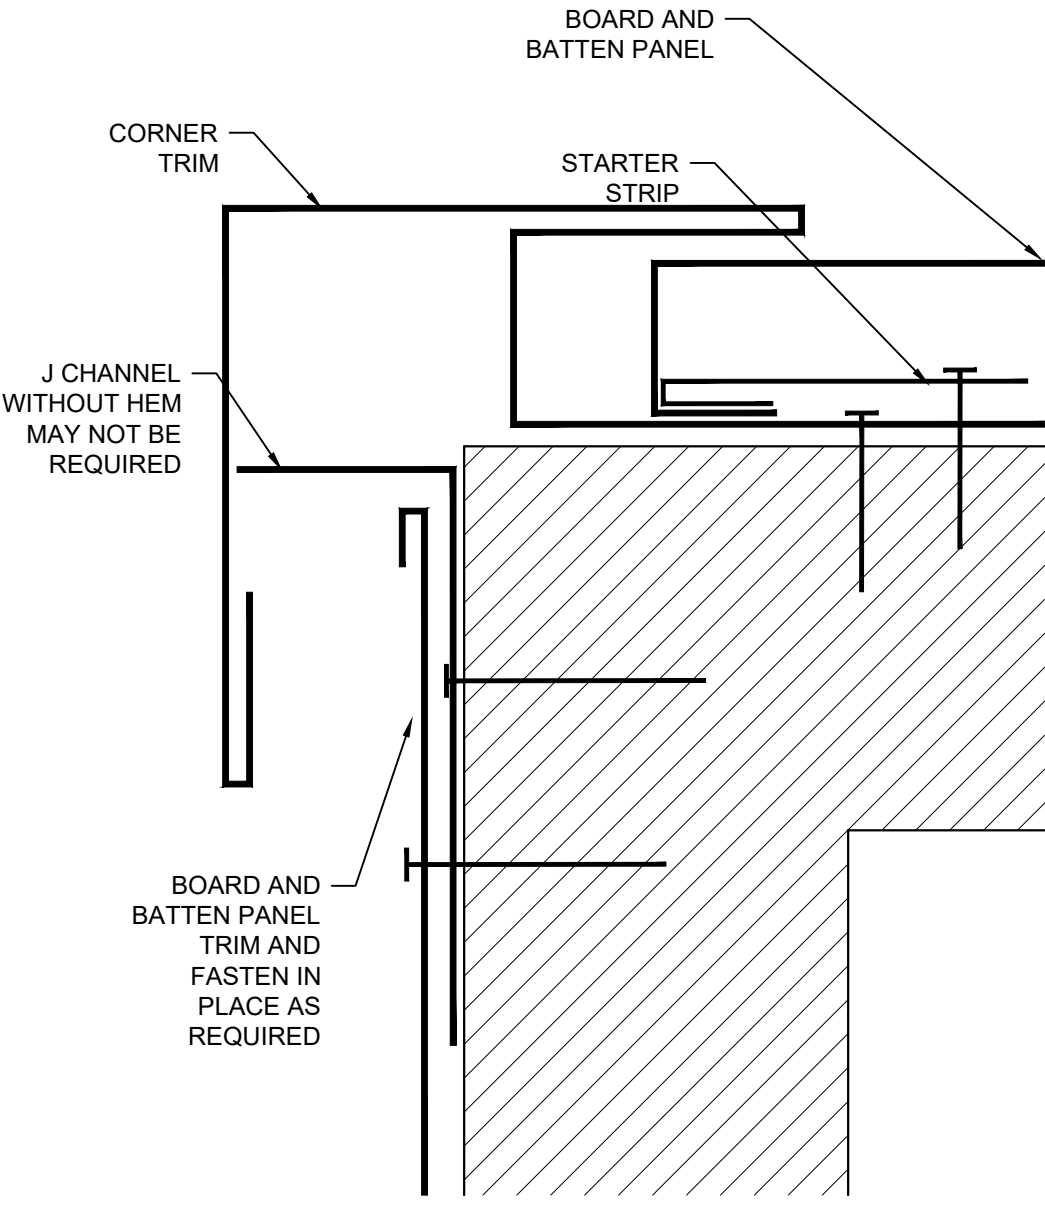 BOARD AND
BATTEN PANEL
CORNER
TRIM
STARTER
STRIP
J CHANNEL
WITHOUT HEM
MAY NOT BE
REQUIRED
BOARD AND
BATTEN PANEL
TRIM AND
FASTEN IN
PLACE AS
REQUIRED